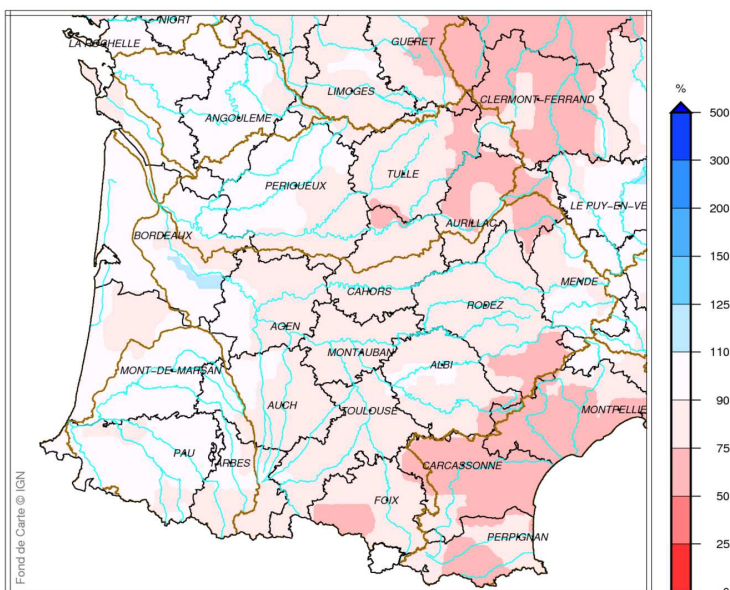 NIORT
LA ROCHELLE
GUERET
%
LIMOGES
CLERMONT-FERRAND
500
ANGOULEME
300
TULLE
PERIGUEUX
LE PUY-EN-VE
200
AURILLAC
BORDEAUX
150
MENDE
CAHORS
RODEZ
125
AGEN
110
MONTAUBAN
ALBI
MONT-DE-MARSAN
90
AUCH
TOULOUSE
MONTPELLIE
75
PAU
TARBES
CARCASSONNE
50
FOIX
PERPIGNAN
25
Fond de Carte © IGN